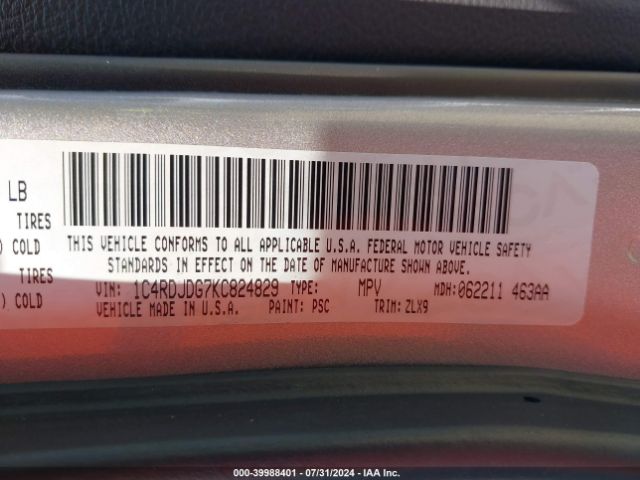 LB
TIRES
) COLD
TIRES
) COLD
THIS VEHICLE CONFORMS TO ALL APPLICABLE U.S.A. FEDERAL MOTOR VEHICLE SAFETY
STANDARDS IN EFFECT ON THE DATE OF MANUFACTURE SHOWN ABOVE.
VIN: 1C4RDJDG7KC824829 TYPE: MPV MDH: 062211 463AA
VEHICLE MADE IN U.S.A. PAINT: PSC TRIM: ZLX9
000-39988401 - 07/31/2024 - IAA Inc.